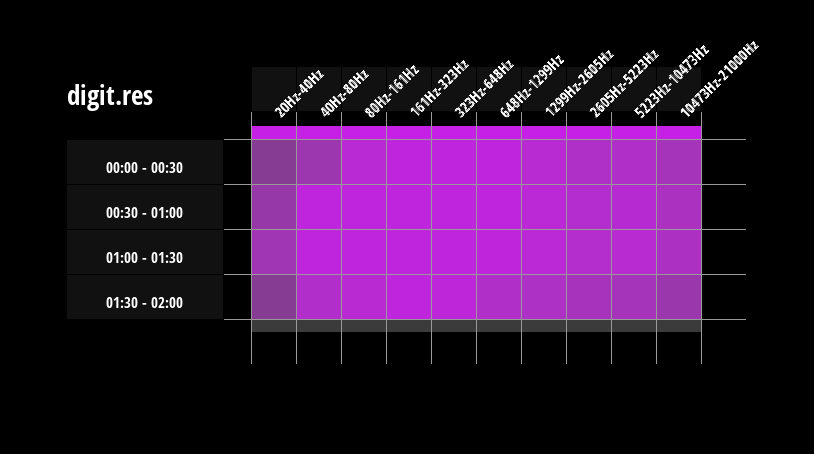 digit.res
20Hz-40Hz
40Hz-80Hz
80Hz-161Hz
161Hz-323Hz
323Hz-648Hz
648Hz-1299Hz
1299Hz-2605Hz
2605Hz-5223Hz
5223Hz-10473Hz
10473Hz-21000Hz
00:00 - 00:30
00:30 - 01:00
01:00 - 01:30
01:30 - 02:00